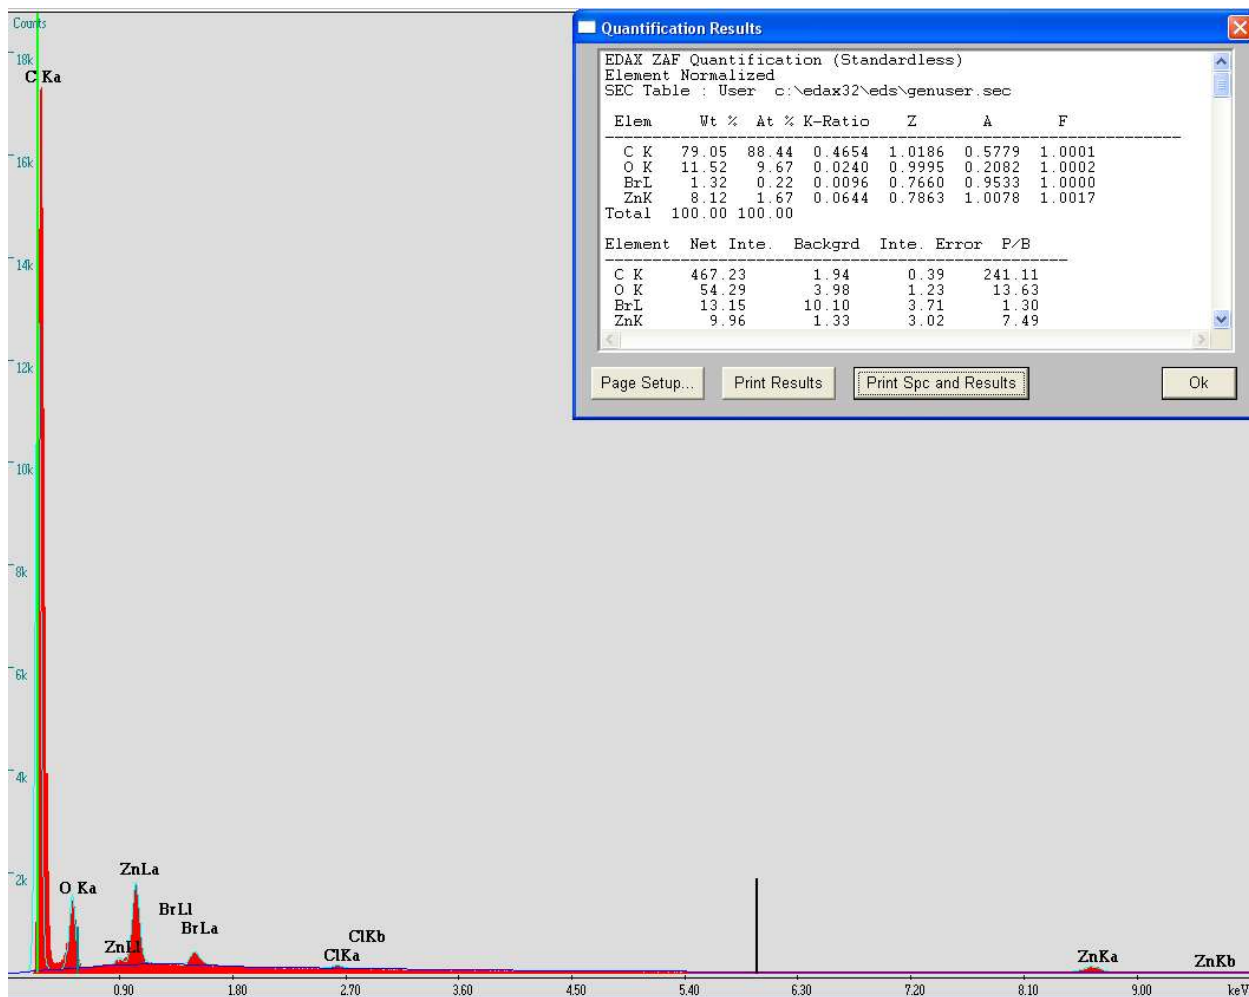 Counts
18k
C Ka
16k
14k
12k
10k
8k
6k
4k
2k
O Ka
ZnLl
ZnLa
BrLl
BrLa
ClKa
ClKb
ZnKa
ZnKb
0.90 1.80 2.70 3.60 4.50 5.40 6.30 7.20 8.10 9.00 keV
Quantification Results
EDAX ZAF Quantification (Standardless)
Element Normalized
SEC Table : User c:\edax32\eds\genuser.sec
Elem Wt % At % K-Ratio Z A F
C K 79.05 88.44 0.4654 1.0186 0.5779 1.0001
O K 11.52 9.67 0.0240 0.9995 0.2082 1.0002
BrL 1.32 0.22 0.0096 0.7660 0.9533 1.0000
ZnK 8.12 1.67 0.0644 0.7863 1.0078 1.0017
Total 100.00 100.00
Element Net Inte. Backgrd Inte. Error P/B
C K 467.23 1.94 0.39 241.11
O K 54.29 3.98 1.23 13.63
BrL 13.15 10.10 3.71 1.30
ZnK 9.96 1.33 3.02 7.49
Page Setup... Print Results Print Spc and Results Ok